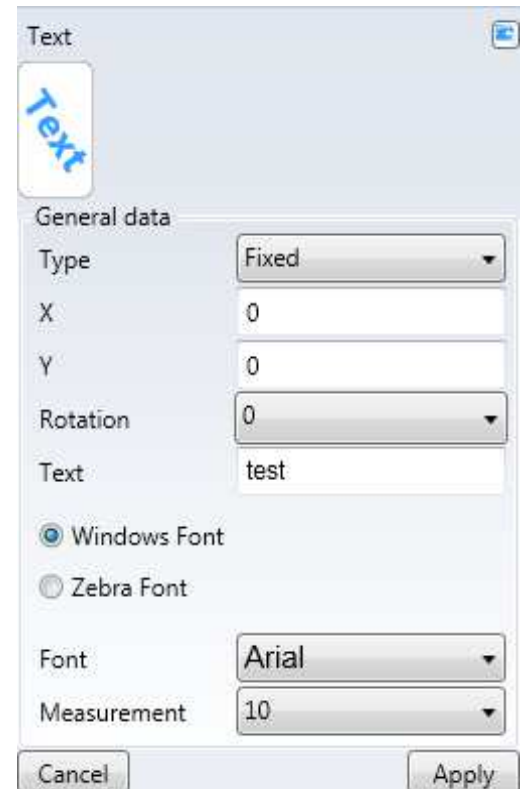 Text
Text
General data
Type Fixed
X 0
Y 0
Rotation 0
Text test
Windows Font
Zebra Font
Font Arial
Measurement 10
Cancel Apply